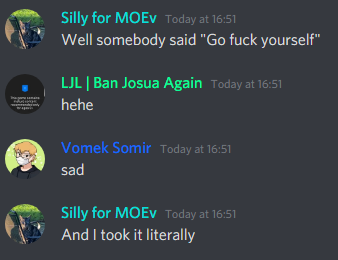 Silly for MOEv Today at 16:51
Well somebody said "Go fuck yourself"
LJL | Ban Josua Again Today at 16:51
hehe
Vomek Somir Today at 16:51
sad
Silly for MOEv Today at 16:51
And I took it literally